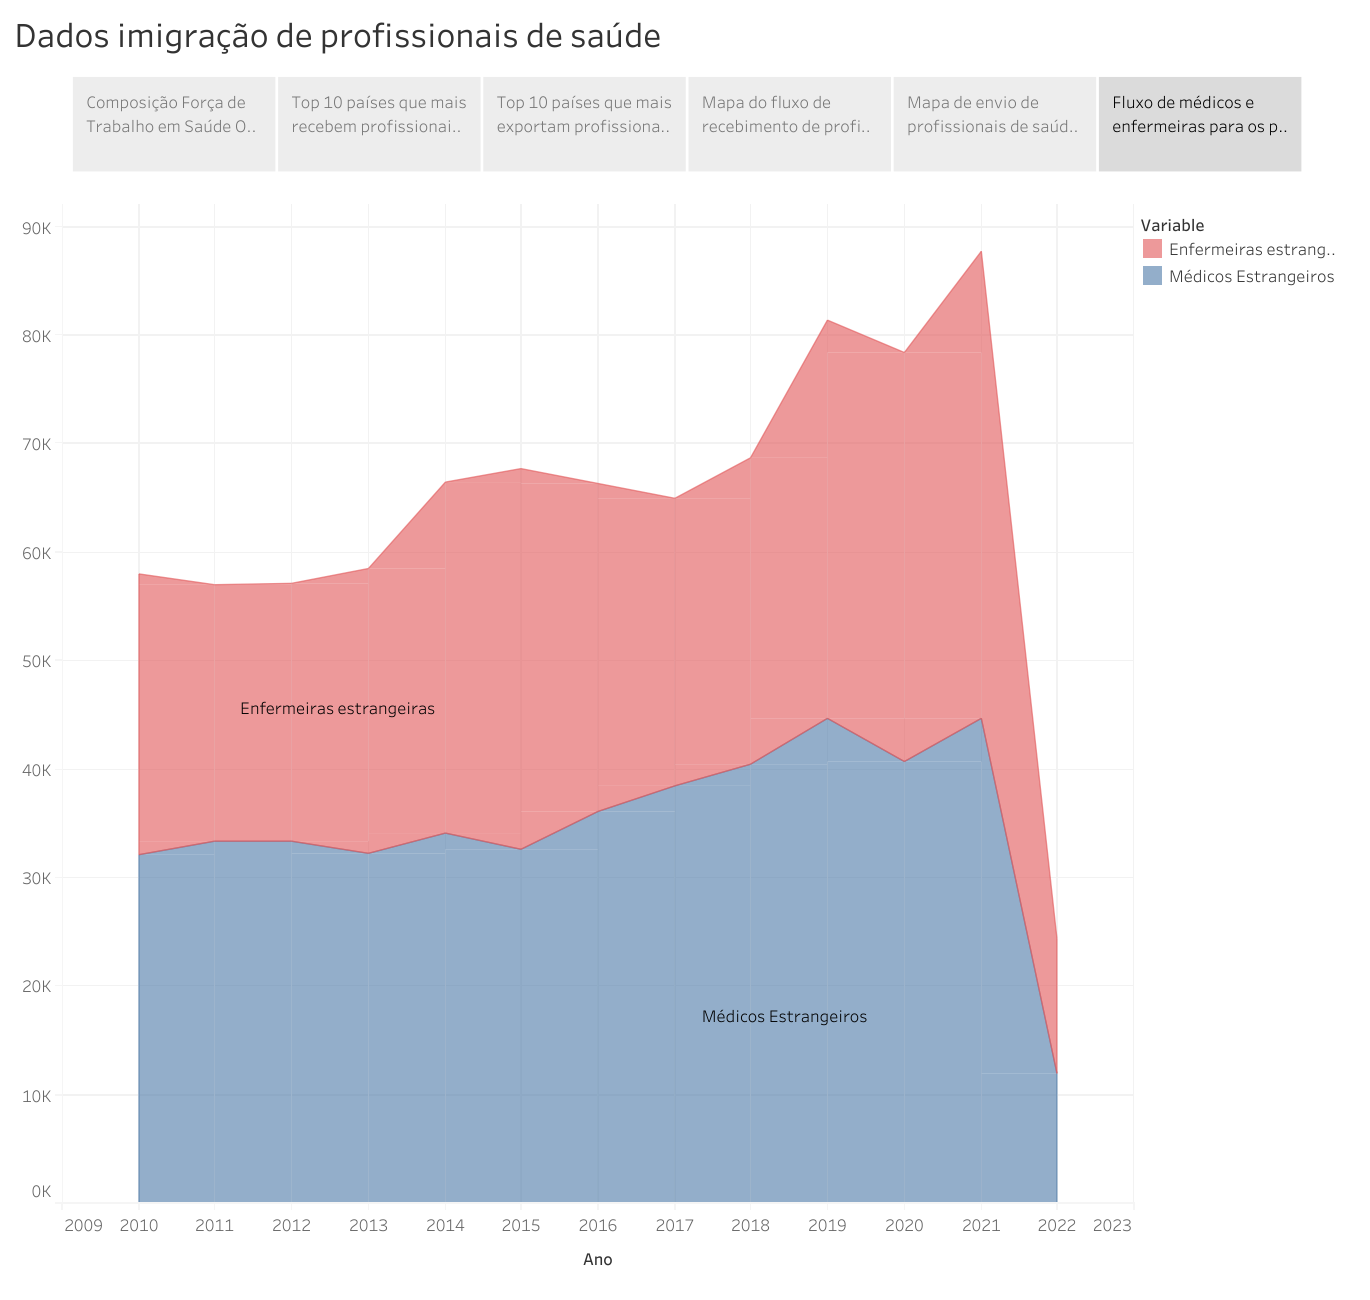 Dados imigração de profissionais de saúde
Composição Força de
Trabalho em Saúde O..
Top 10 países que mais
recebem profissionai..
Top 10 países que mais
exportam profissiona..
Mapa do fluxo de
recebimento de profi..
Mapa de envio de
profissionais de saúd..
Fluxo de médicos e
enfermeiras para os p..
Variable
Enfermeiras estrang..
Médicos Estrangeiros
90K
80K
70K
60K
50K
40K
30K
20K
10K
0K
Enfermeiras estrangeiras
Médicos Estrangeiros
2009 2010 2011 2012 2013 2014 2015 2016 2017 2018 2019 2020 2021 2022 2023
Ano